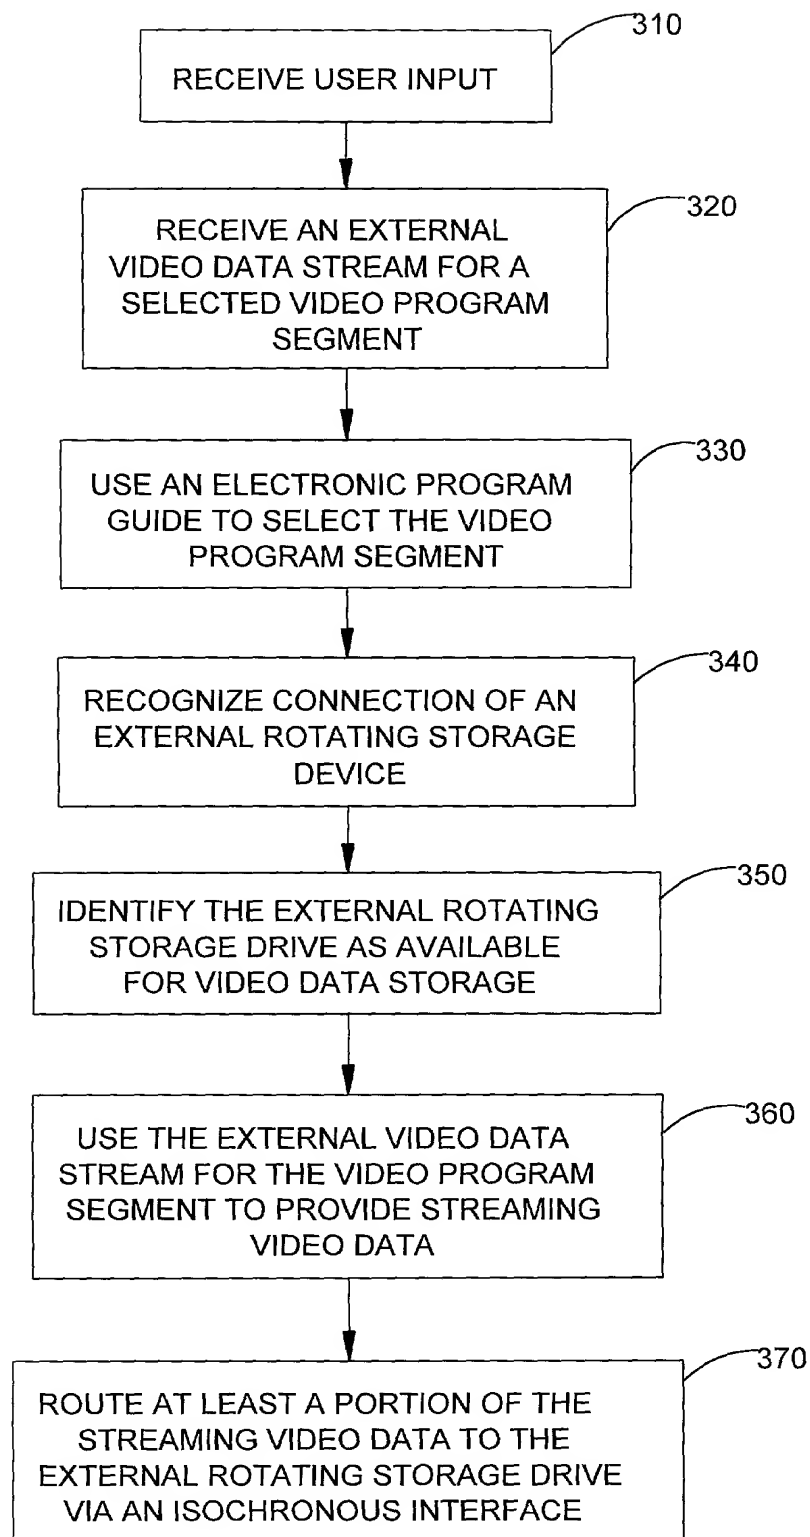 310
RECEIVE USER INPUT
320
RECEIVE AN EXTERNAL
VIDEO DATA STREAM FOR A
SELECTED VIDEO PROGRAM
SEGMENT
330
USE AN ELECTRONIC PROGRAM
GUIDE TO SELECT THE VIDEO
PROGRAM SEGMENT
340
RECOGNIZE CONNECTION OF AN
EXTERNAL ROTATING STORAGE
DEVICE
350
IDENTIFY THE EXTERNAL ROTATING
STORAGE DRIVE AS AVAILABLE
FOR VIDEO DATA STORAGE
360
USE THE EXTERNAL VIDEO DATA
STREAM FOR THE VIDEO PROGRAM
SEGMENT TO PROVIDE STREAMING
VIDEO DATA
370
ROUTE AT LEAST A PORTION OF THE
STREAMING VIDEO DATA TO THE
EXTERNAL ROTATING STORAGE DRIVE
VIA AN ISOCHRONOUS INTERFACE